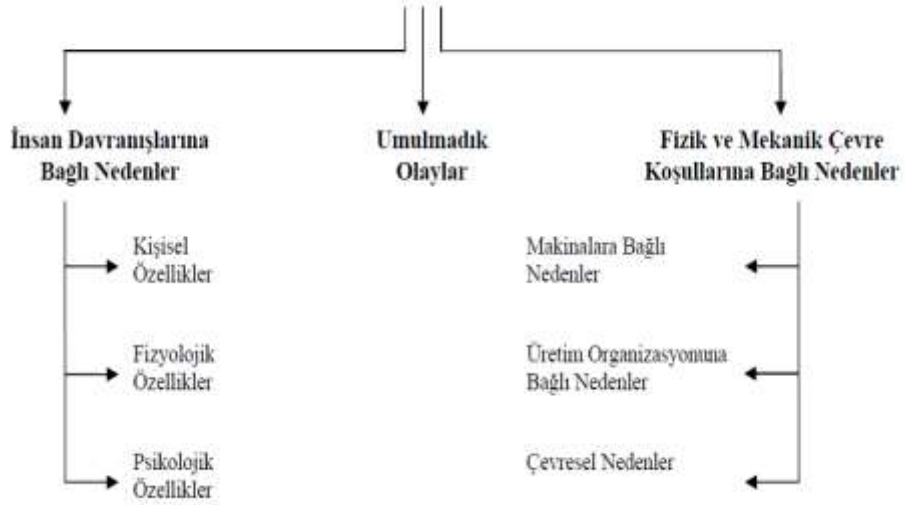 İnsan Davranışlarına
Bağlı Nedenler
Umulmadık
Olaylar
Fizik ve Mekanik Çevre
Koşullarına Bağlı Nedenler
Kişisel
Özellikler
Fizyolojik
Özellikler
Psikolojik
Özellikler
Makinalara Bağlı
Nedenler
Üretim Organizasyonuna
Bağlı Nedenler
Çevresel Nedenler